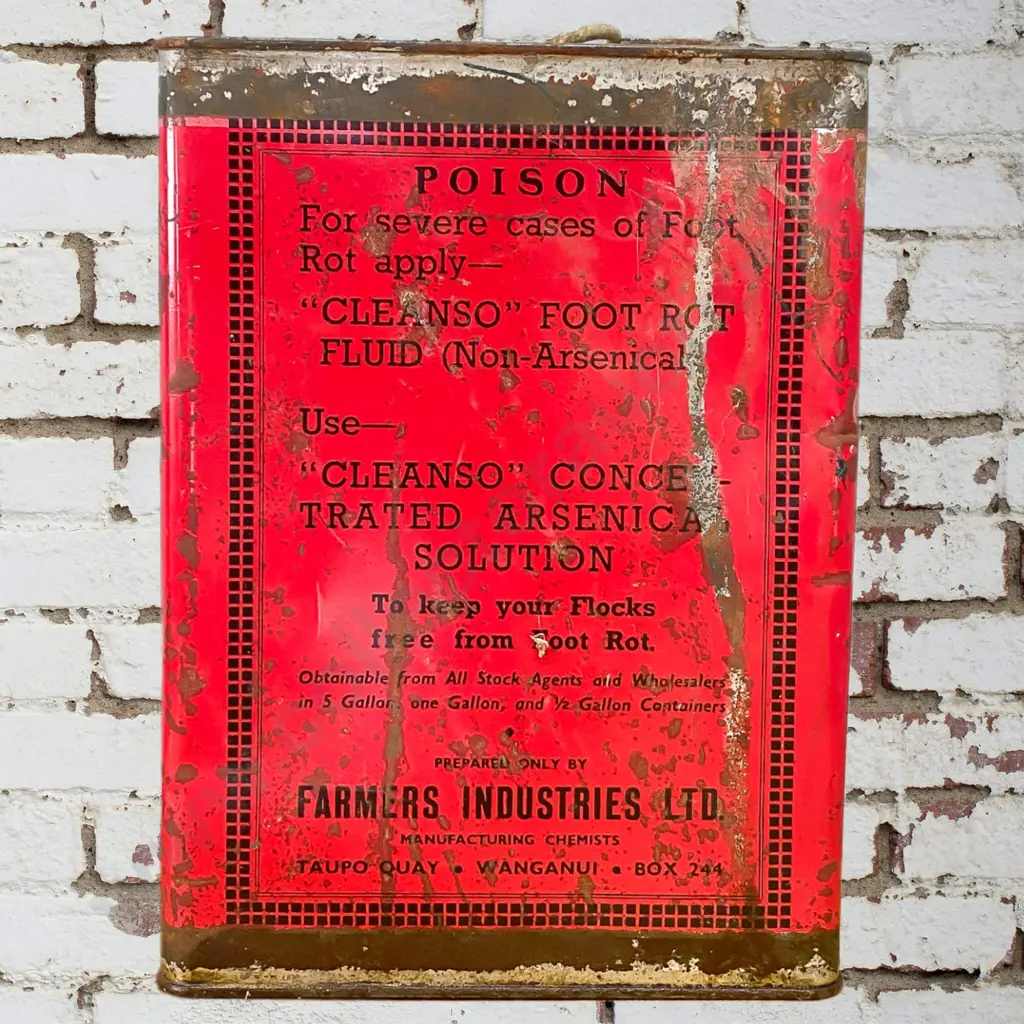 POISON
For severe cases of Foot
Rot apply—
“CLEANSO” FOOT ROT
FLUID (Non-Arsenical)
Use—
“CLEANSO” CONCEN-
TRATED ARSENICAL
SOLUTION
To keep your Flocks
free from Foot Rot.
Obtainable from All Stock Agents and Wholesalers
in 5 Gallon, one Gallon, and ½ Gallon Containers
PREPARED ONLY BY
FARMERS INDUSTRIES LTD.
MANUFACTURING CHEMISTS
TAUPO QUAY • WANGANUI • BOX 244